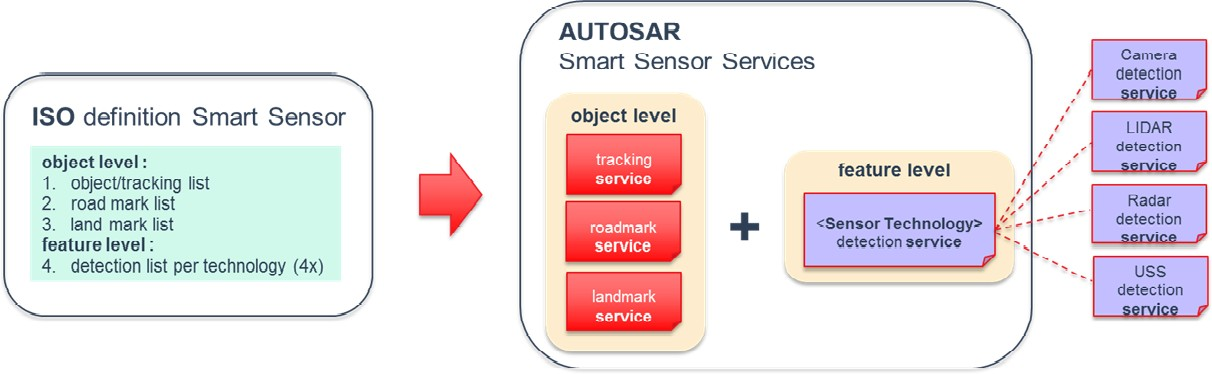 ISO definition Smart Sensor
object level :
1. object/tracking list
2. road mark list
3. land mark list
feature level :
4. detection list per technology (4x)
AUTOSAR
Smart Sensor Services
object level
tracking
service
roadmark
service
landmark
service
+
feature level
<Sensor Technology>
detection service
Camera
detection
service
LIDAR
detection
service
Radar
detection
service
USS
detection
service